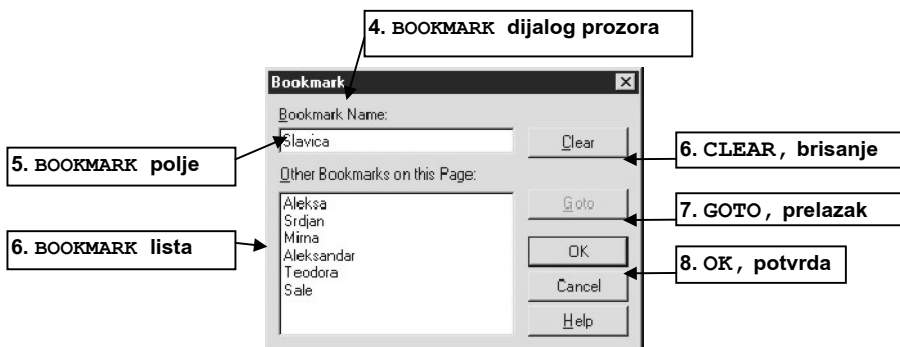 4. BOOKMARK dijalog prozora
Bookmark
Bookmark Name:
Slavica
Clear
5. BOOKMARK polje
6. CLEAR, brisanje
Other Bookmarks on this Page:
Aleksa
Srdjan
Mirna
Aleksandar
Teodora
Sale
Goto
7. GOTO, prelazak
6. BOOKMARK lista
OK
8. OK, potvrda
Cancel
Help